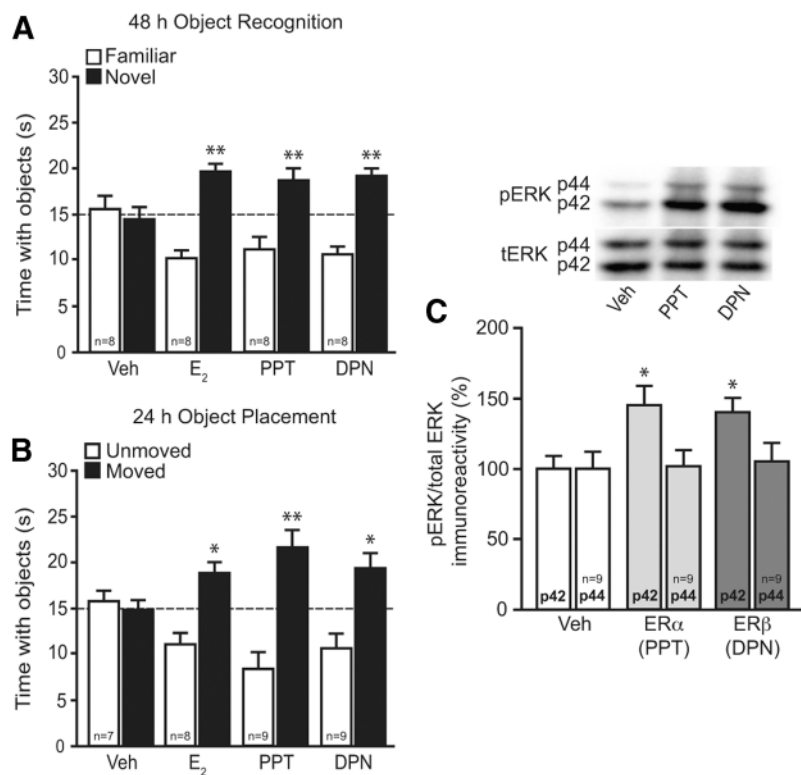 A
48 h Object Recognition
Familiar
Novel
Time with objects (s)
30
25
20
15
10
5
0
** ** **
n=8 n=8 n=8 n=8
Veh E₂ PPT DPN
B
24 h Object Placement
Unmoved
Moved
Time with objects (s)
30
25
20
15
10
5
0
* ** *
n=7 n=8 n=9 n=9
Veh E₂ PPT DPN
pERK p44
p42
tERK p44
p42
Veh PPT DPN
C
pERK/total ERK
immunoreactivity (%)
200
150
100
50
0
* *
n=9 n=9 n=9
p42 p44 p42 p44 p42 p44
Veh ERα ERβ
(PPT) (DPN)